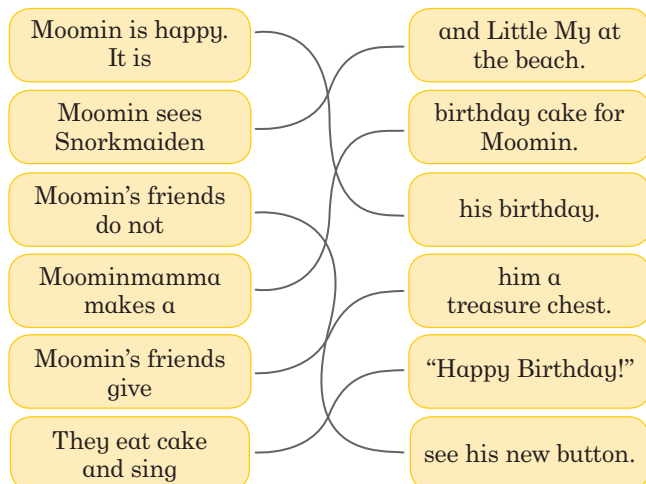 Moomin is happy.
It is
Moomin sees
Snorkmaiden
Moomin’s friends
do not
Moominmamma
makes a
Moomin’s friends
give
They eat cake
and sing
and Little My at
the beach.
birthday cake for
Moomin.
his birthday.
him a
treasure chest.
“Happy Birthday!”
see his new button.